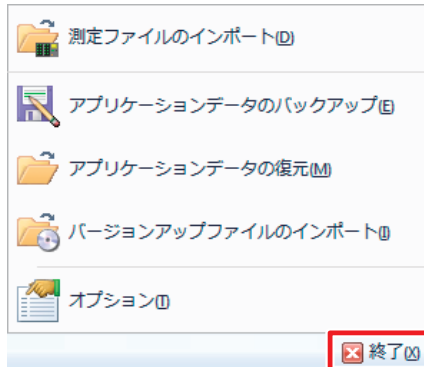 測定ファイルのインポート(D)
アプリケーションデータのバックアップ(E)
アプリケーションデータの復元(M)
バージョンアップファイルのインポート(I)
オプション(T)
終了(X)